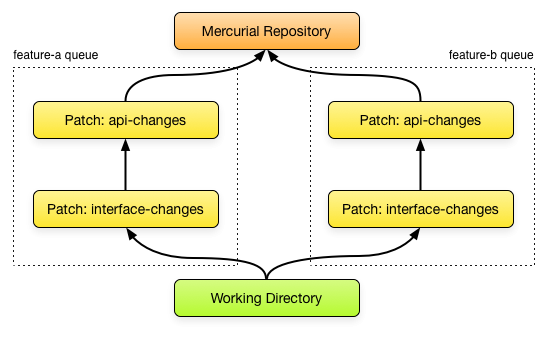 Mercurial Repository
feature-a queue
feature-b queue
Patch: api-changes
Patch: api-changes
Patch: interface-changes
Patch: interface-changes
Working Directory